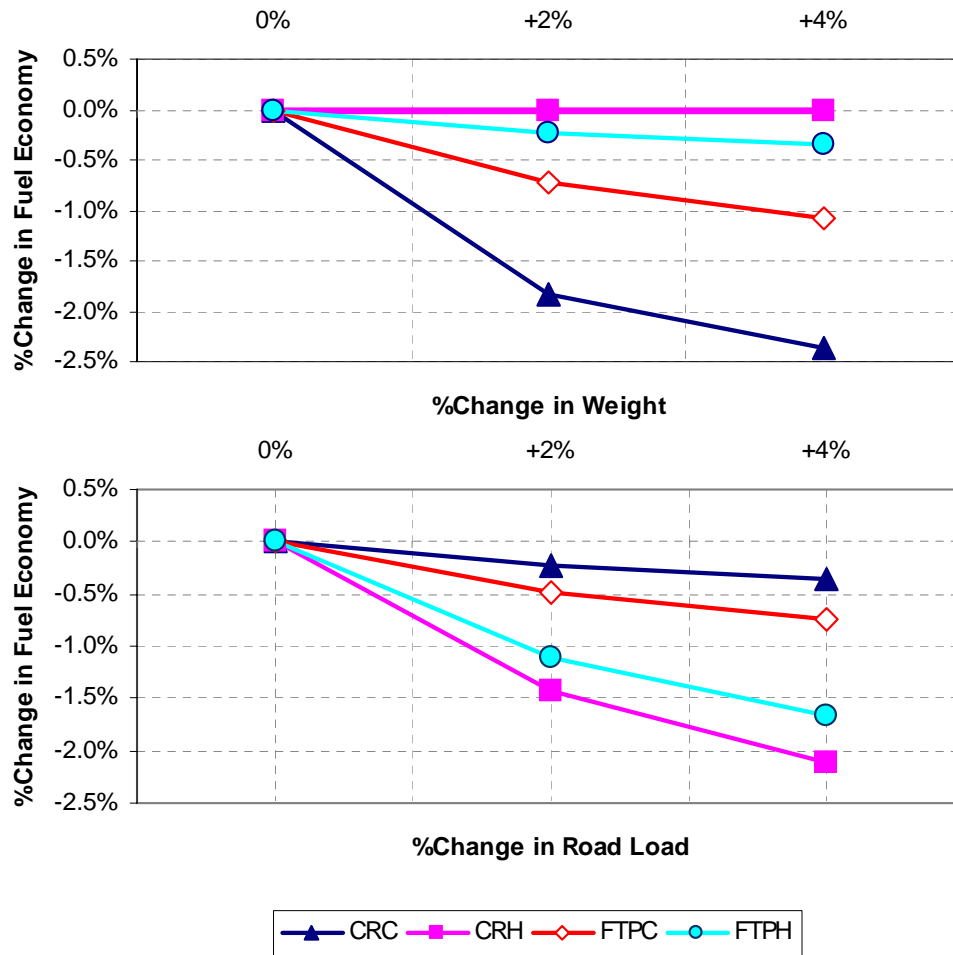 0% +2% +4%
%Change in Fuel Economy
0.5%
0.0%
-0.5%
-1.0%
-1.5%
-2.0%
-2.5%
%Change in Weight
0% +2% +4%
%Change in Fuel Economy
0.5%
0.0%
-0.5%
-1.0%
-1.5%
-2.0%
-2.5%
%Change in Road Load
CRC CRH FTPC FTPH